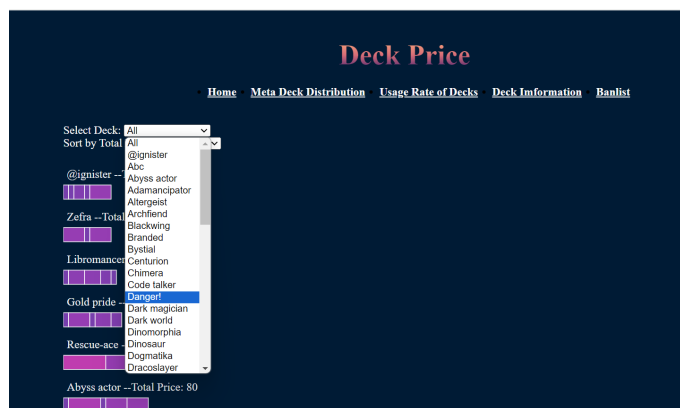 Deck Price
Home Meta Deck Distribution Usage Rate of Decks Deck Imformation Banlist
Select Deck: All
Sort by Total
All
@ignister
Abc
Abyss actor
Adamancipator
Altergeist
Archfiend
Blackwing
Branded
Bystial
Centurion
Chimera
Code talker
Danger!
Dark magician
Dark world
Dinomorphia
Dinosaur
Dogmatika
Dracoslayer
@ignister --T
Zefra --Total
Libromancer
Gold pride --
Rescue-ace -
Abyss actor --Total Price: 80